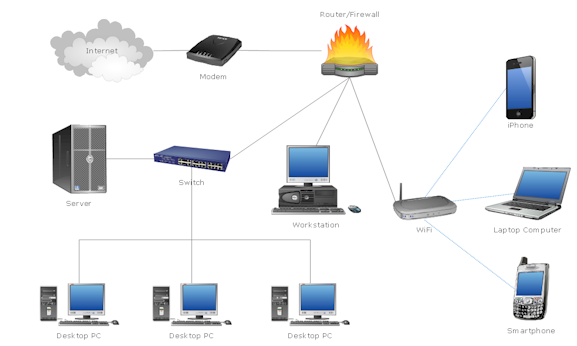 Router/Firewall
Internet
Modem
iPhone
Switch
Server
Workstation
WiFi
Laptop Computer
Smartphone
Desktop PC
Desktop PC
Desktop PC